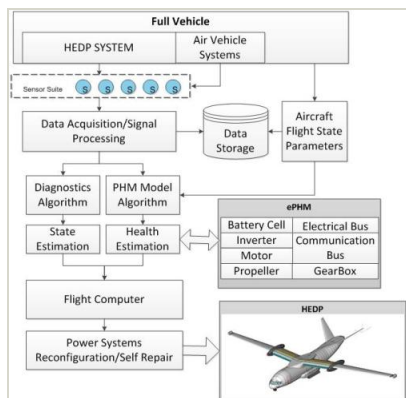 Full Vehicle
HEDP SYSTEM
Air Vehicle
Systems
Sensor Suite
S S S S S
Data Acquisition/Signal
Processing
Data
Storage
Aircraft
Flight State
Parameters
Diagnostics
Algorithm
PHM Model
Algorithm
State
Estimation
Health
Estimation
ePHM
Battery Cell
Electrical Bus
Inverter
Communication
Bus
Motor
Propeller
GearBox
Flight Computer
Power Systems
Reconfiguration/Self Repair
HEDP